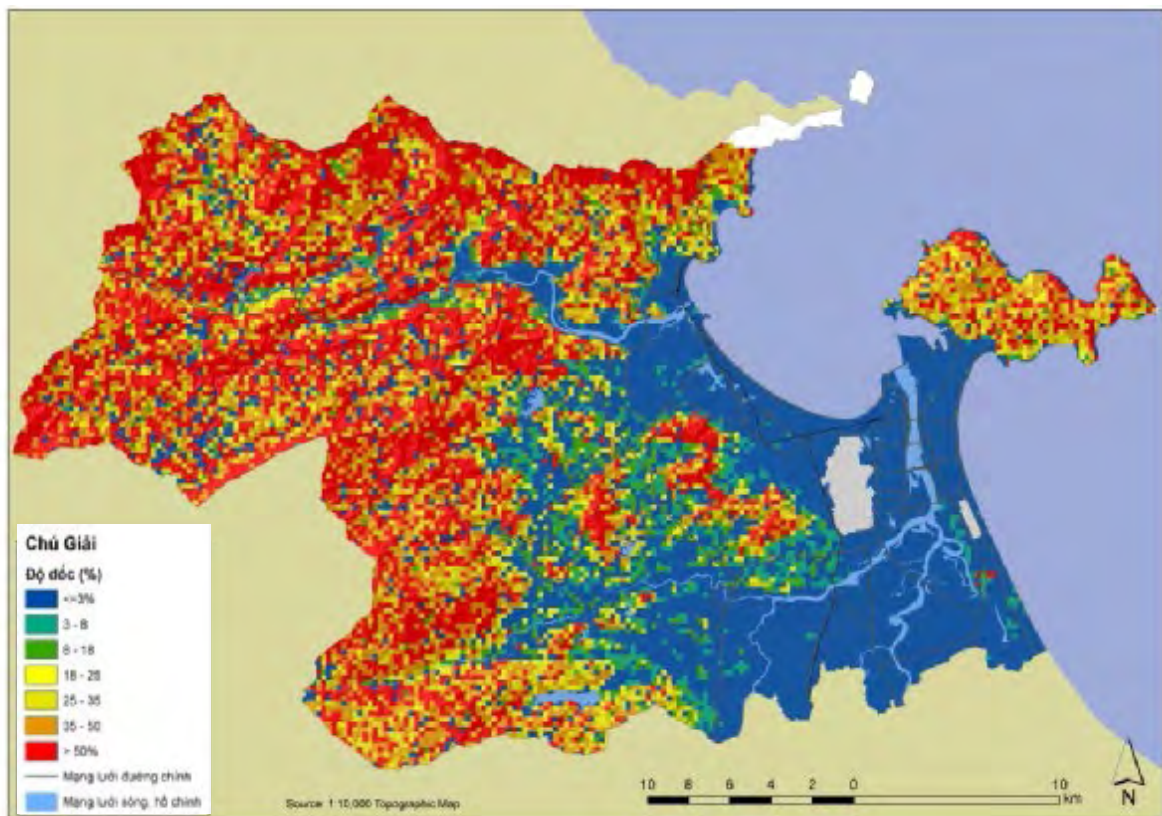 Chú Giải
Độ dốc (%)
<=3%
3 - 8
8 - 18
18 - 25
25 - 35
35 - 50
> 50%
Mạng lưới đường chính
Mạng lưới sông, hồ chính
Source: 1:10,000 Topographic Map
10 8 6 4 2 0 10
km
N